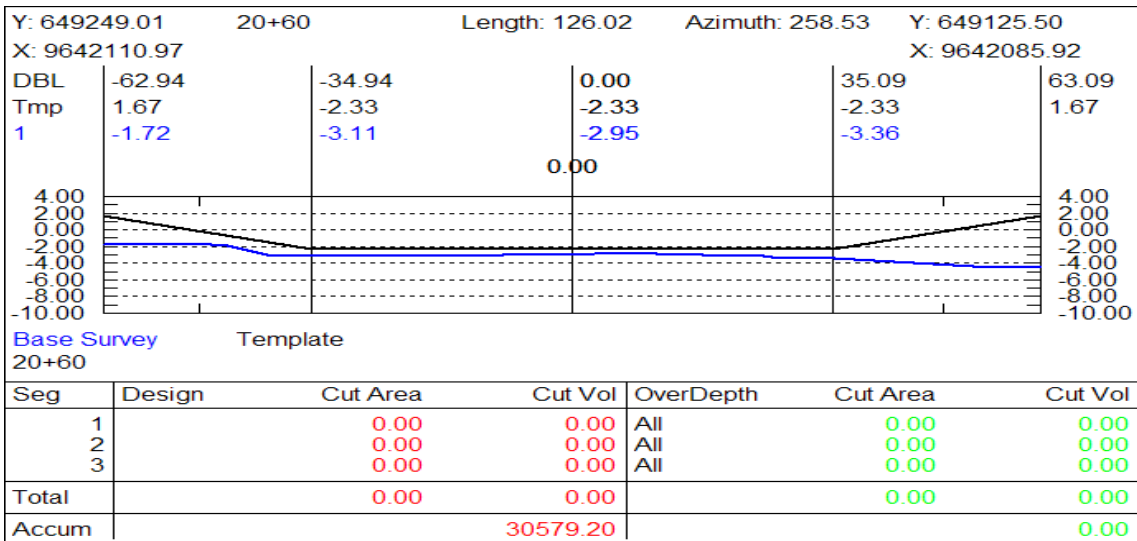 Y: 649249.01 20+60 Length: 126.02 Azimuth: 258.53 Y: 649125.50
X: 9642110.97 X: 9642085.92
DBL -62.94 -34.94 0.00 35.09 63.09
Tmp 1.67 -2.33 -2.33 -2.33 1.67
1 -1.72 -3.11 -2.95 -3.36
0.00
4.00 4.00
2.00 2.00
0.00 0.00
-2.00 -2.00
-4.00 -4.00
-6.00 -6.00
-8.00 -8.00
-10.00 -10.00
Base Survey Template
20+60
Seg Design Cut Area Cut Vol OverDepth Cut Area Cut Vol
1 0.00 0.00 All 0.00 0.00
2 0.00 0.00 All 0.00 0.00
3 0.00 0.00 All 0.00 0.00
Total 0.00 0.00 0.00 0.00
Accum 30579.20 0.00